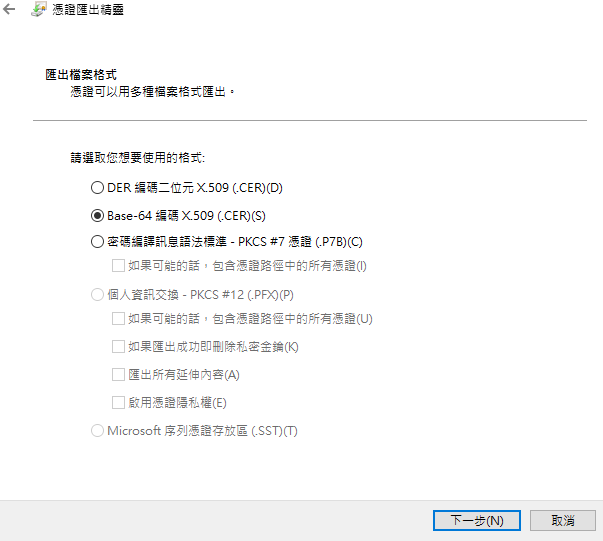 憑證匯出精靈
匯出檔案格式
憑證可以用多種檔案格式匯出。
請選取您想要使用的格式:
DER 編碼二位元 X.509 (.CER)(D)
Base-64 編碼 X.509 (.CER)(S)
密碼編譯訊息語法標準 - PKCS #7 憑證 (.P7B)(C)
如果可能的話，包含憑證路徑中的所有憑證(I)
個人資訊交換 - PKCS #12 (.PFX)(P)
如果可能的話，包含憑證路徑中的所有憑證(U)
如果匯出成功即刪除私密金鑰(K)
匯出所有延伸內容(A)
啟用憑證隱私權(E)
Microsoft 序列憑證存放區 (.SST)(T)
下一步(N)
取消